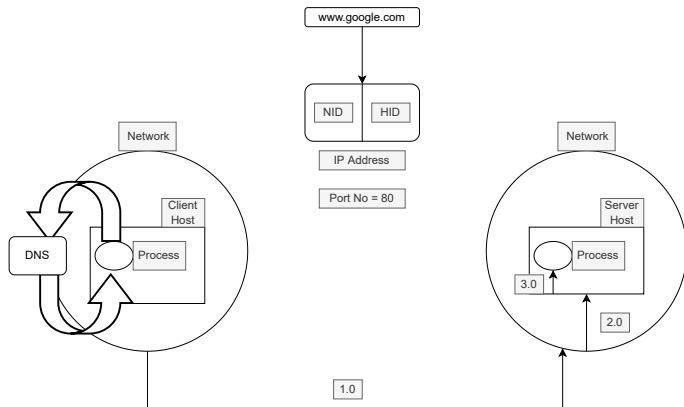 www.google.com
NID
HID
Network
Network
IP Address
Port No = 80
Client
Host
Server
Host
DNS
Process
Process
3.0
2.0
1.0